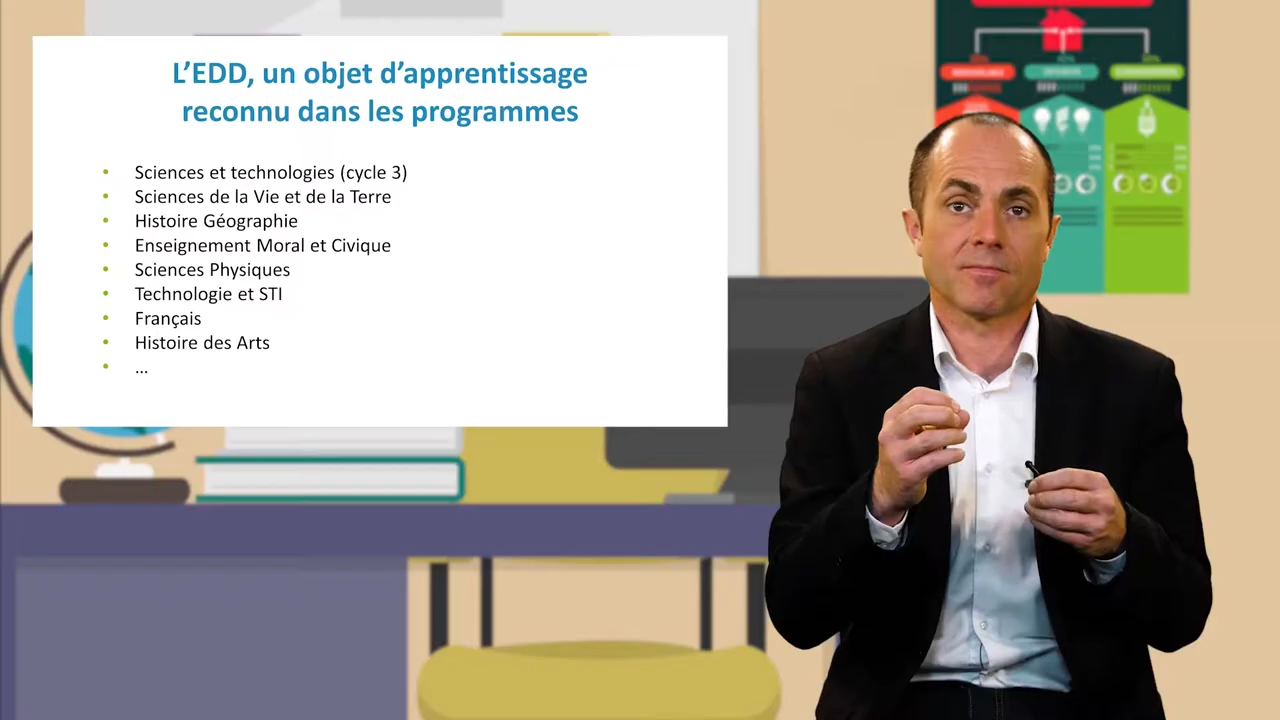 L’EDD, un objet d’apprentissage
reconnu dans les programmes
• Sciences et technologies (cycle 3)
• Sciences de la Vie et de la Terre
• Histoire Géographie
• Enseignement Moral et Civique
• Sciences Physiques
• Technologie et STI
• Français
• Histoire des Arts
• ...